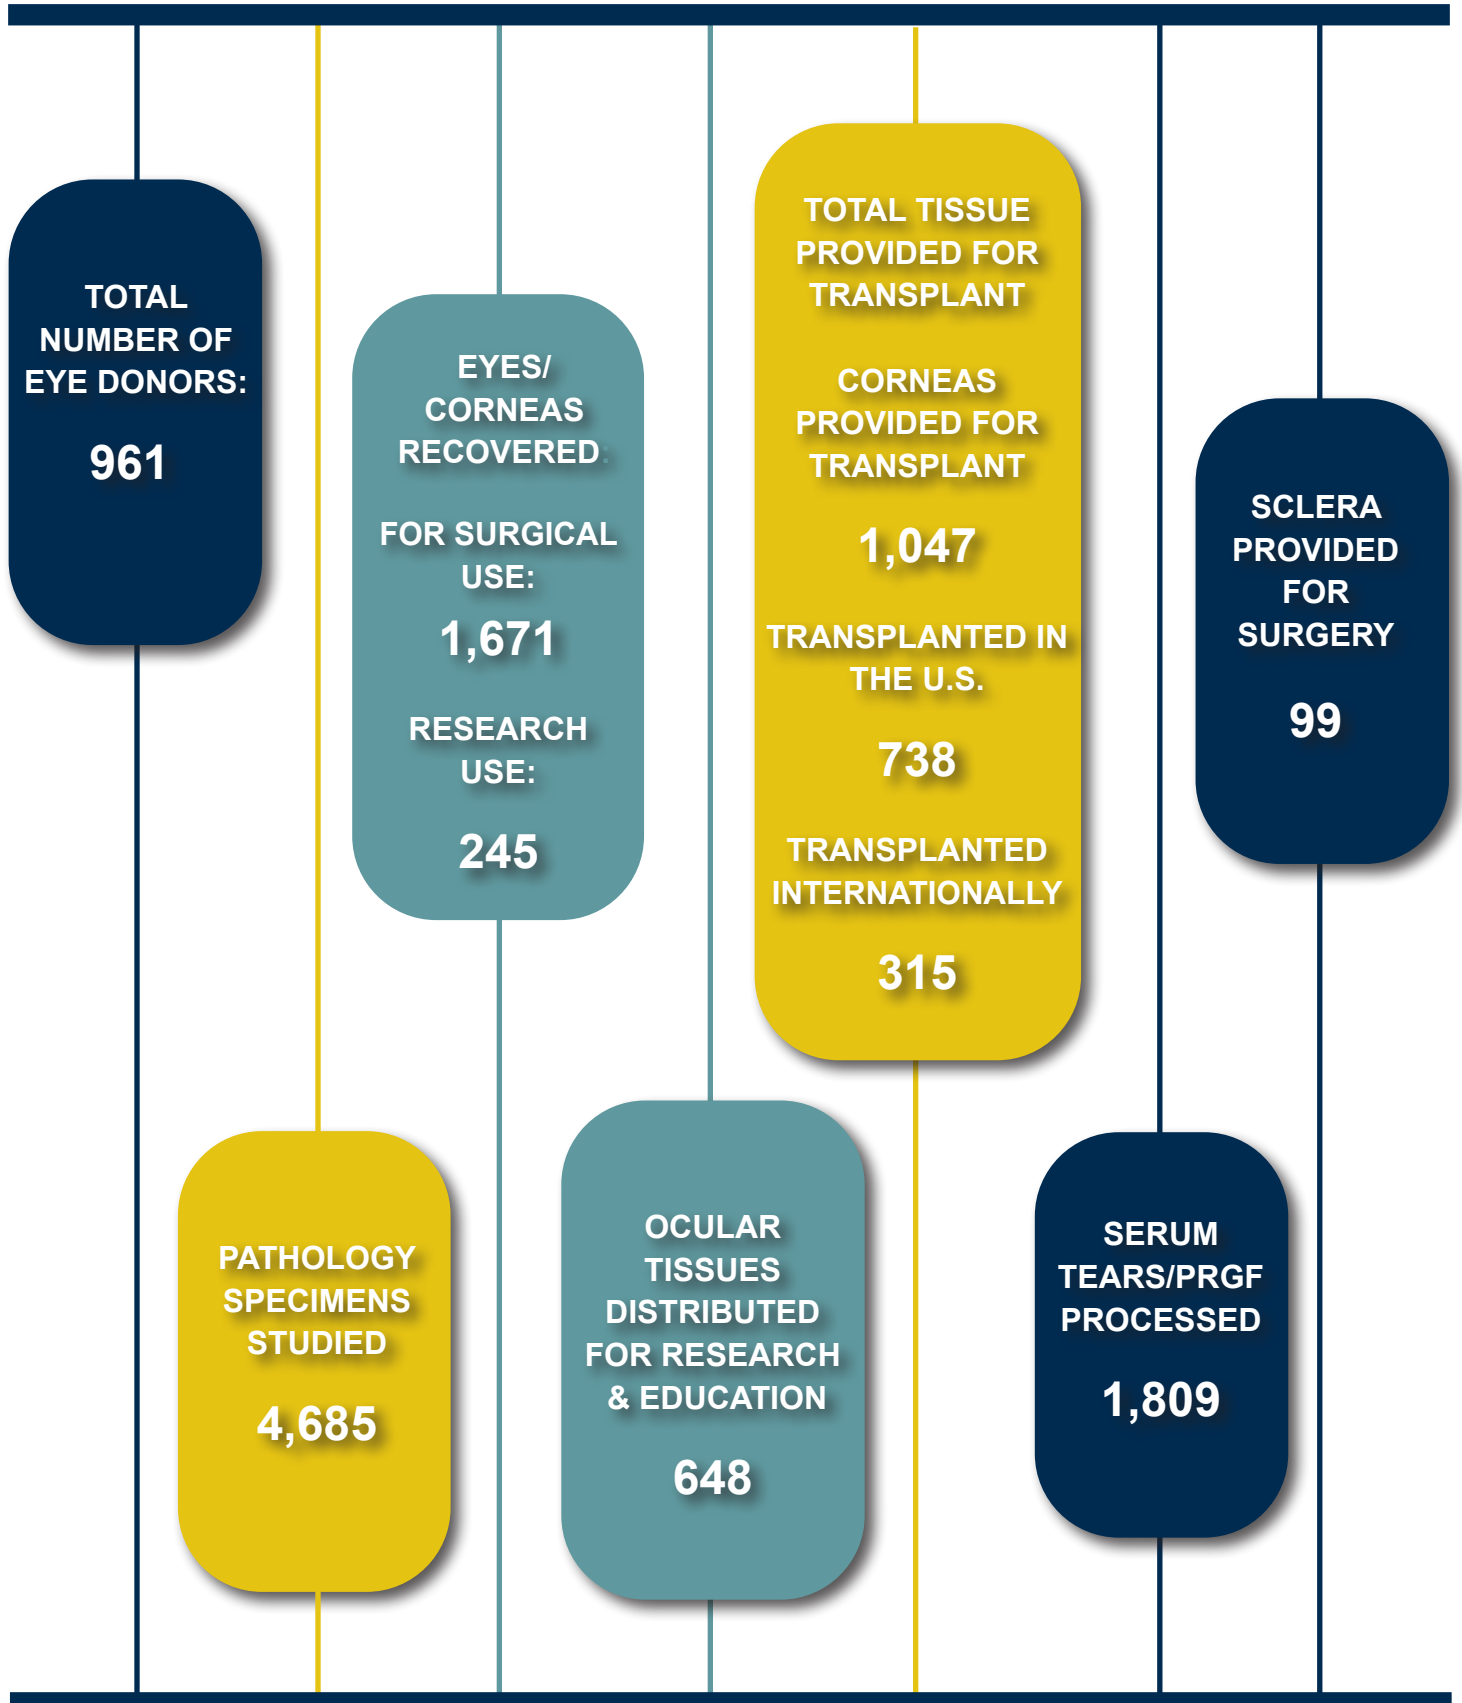 TOTAL
NUMBER OF
EYE DONORS:
961
EYES/
CORNEAS
RECOVERED:
FOR SURGICAL
USE:
1,671
RESEARCH
USE:
245
TOTAL TISSUE
PROVIDED FOR
TRANSPLANT
CORNEAS
PROVIDED FOR
TRANSPLANT
1,047
TRANSPLANTED IN
THE U.S.
738
TRANSPLANTED
INTERNATIONALLY
315
SCLERA
PROVIDED
FOR
SURGERY
99
PATHOLOGY
SPECIMENS
STUDIED
4,685
OCULAR
TISSUES
DISTRIBUTED
FOR RESEARCH
& EDUCATION
648
SERUM
TEARS/PRGF
PROCESSED
1,809